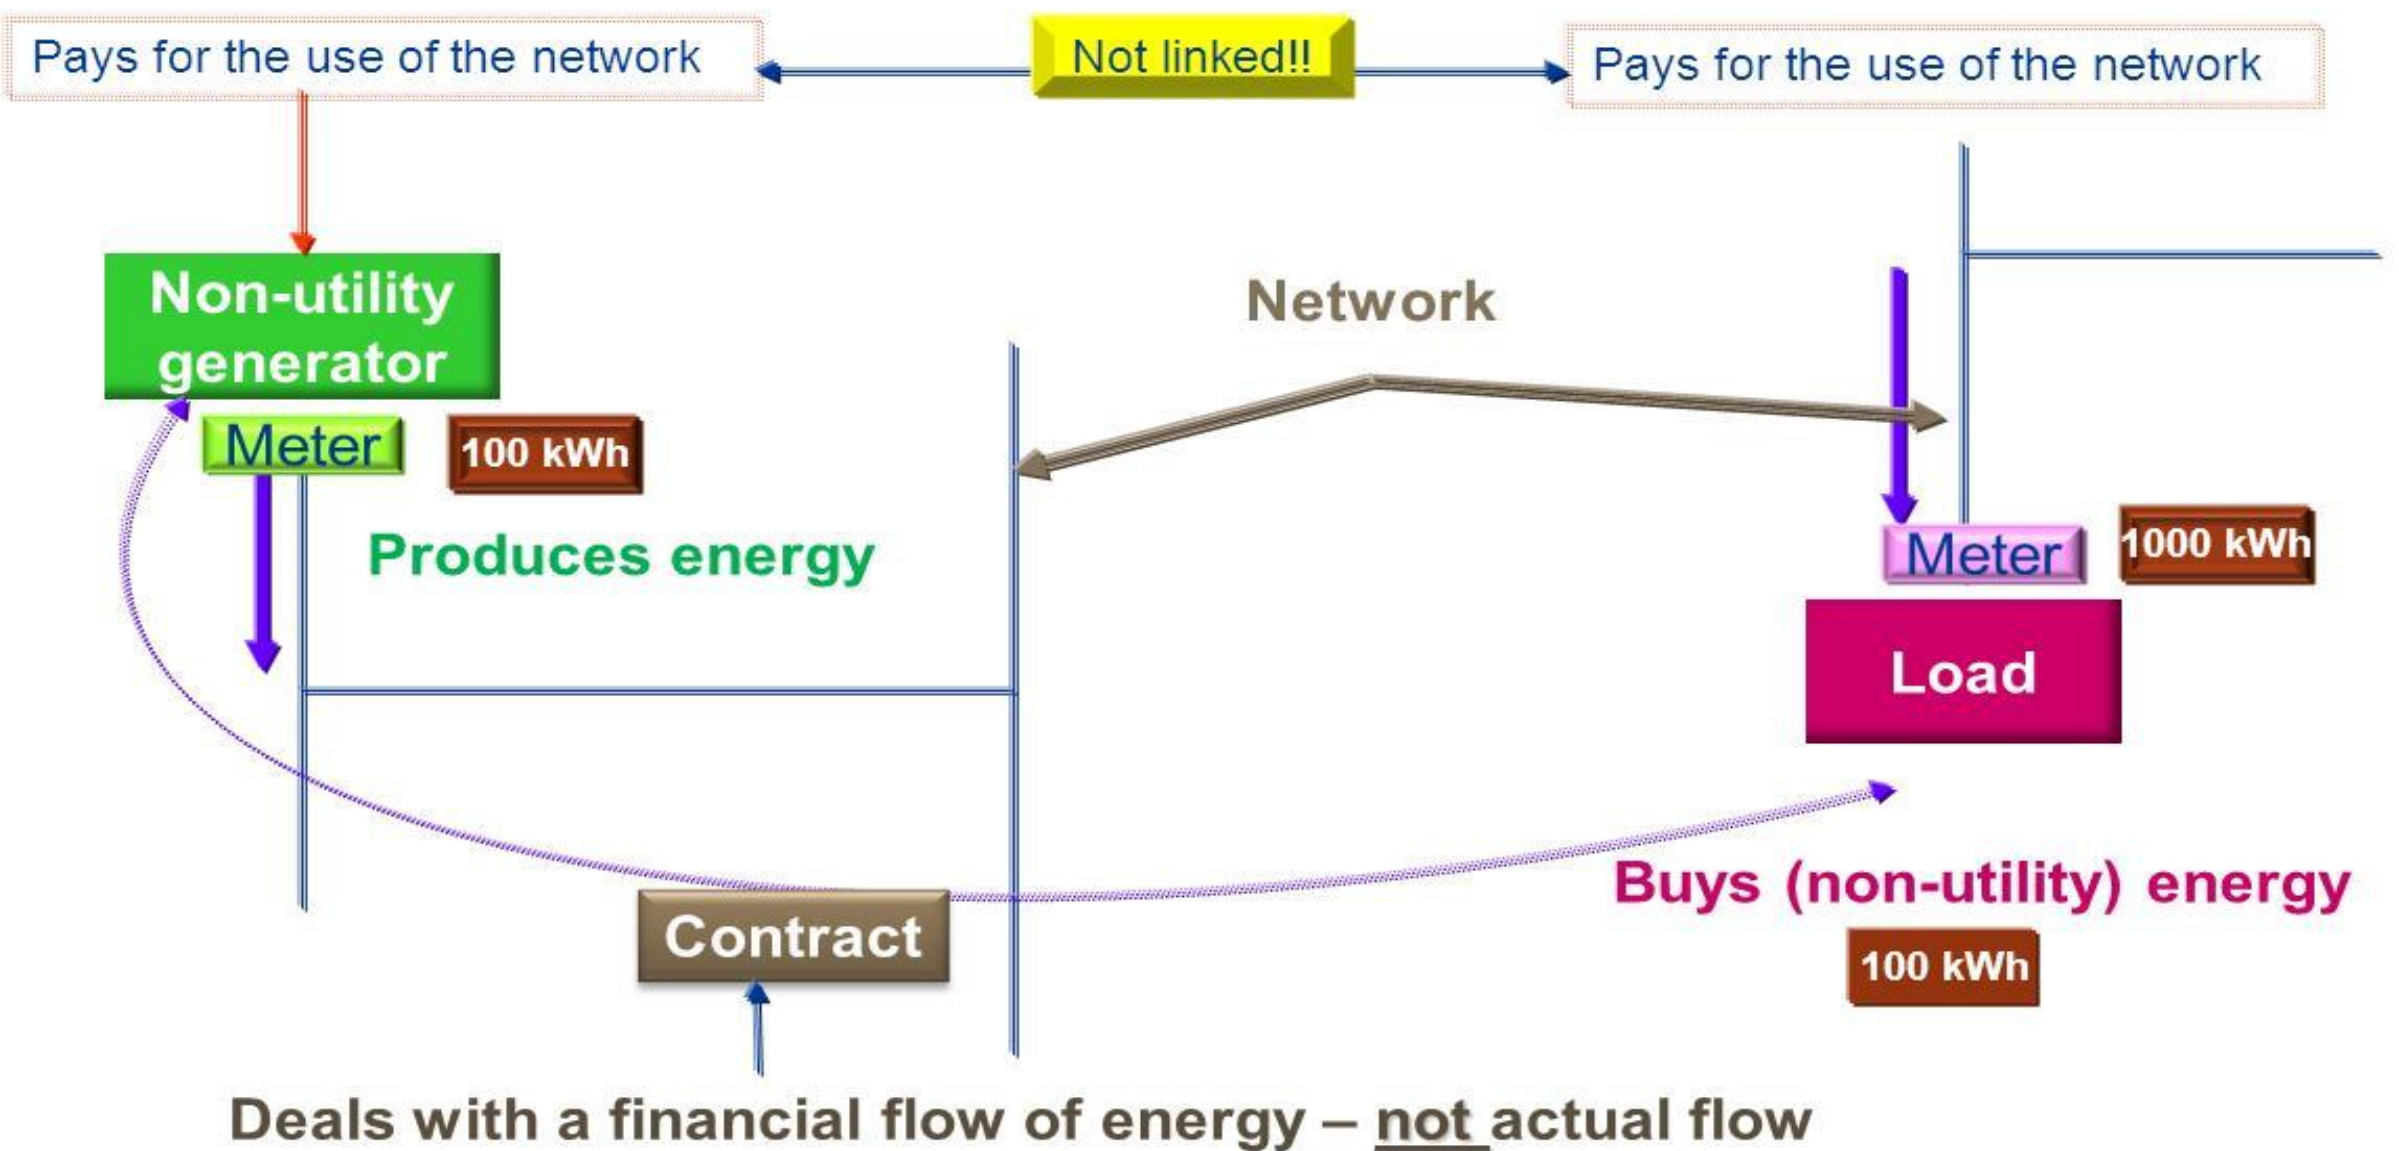 Pays for the use of the network
Not linked!!
Pays for the use of the network
Non-utility
generator
Network
Meter
100 kWh
Produces energy
Meter
1000 kWh
Load
Buys (non-utility) energy
100 kWh
Contract
Deals with a financial flow of energy – not actual flow